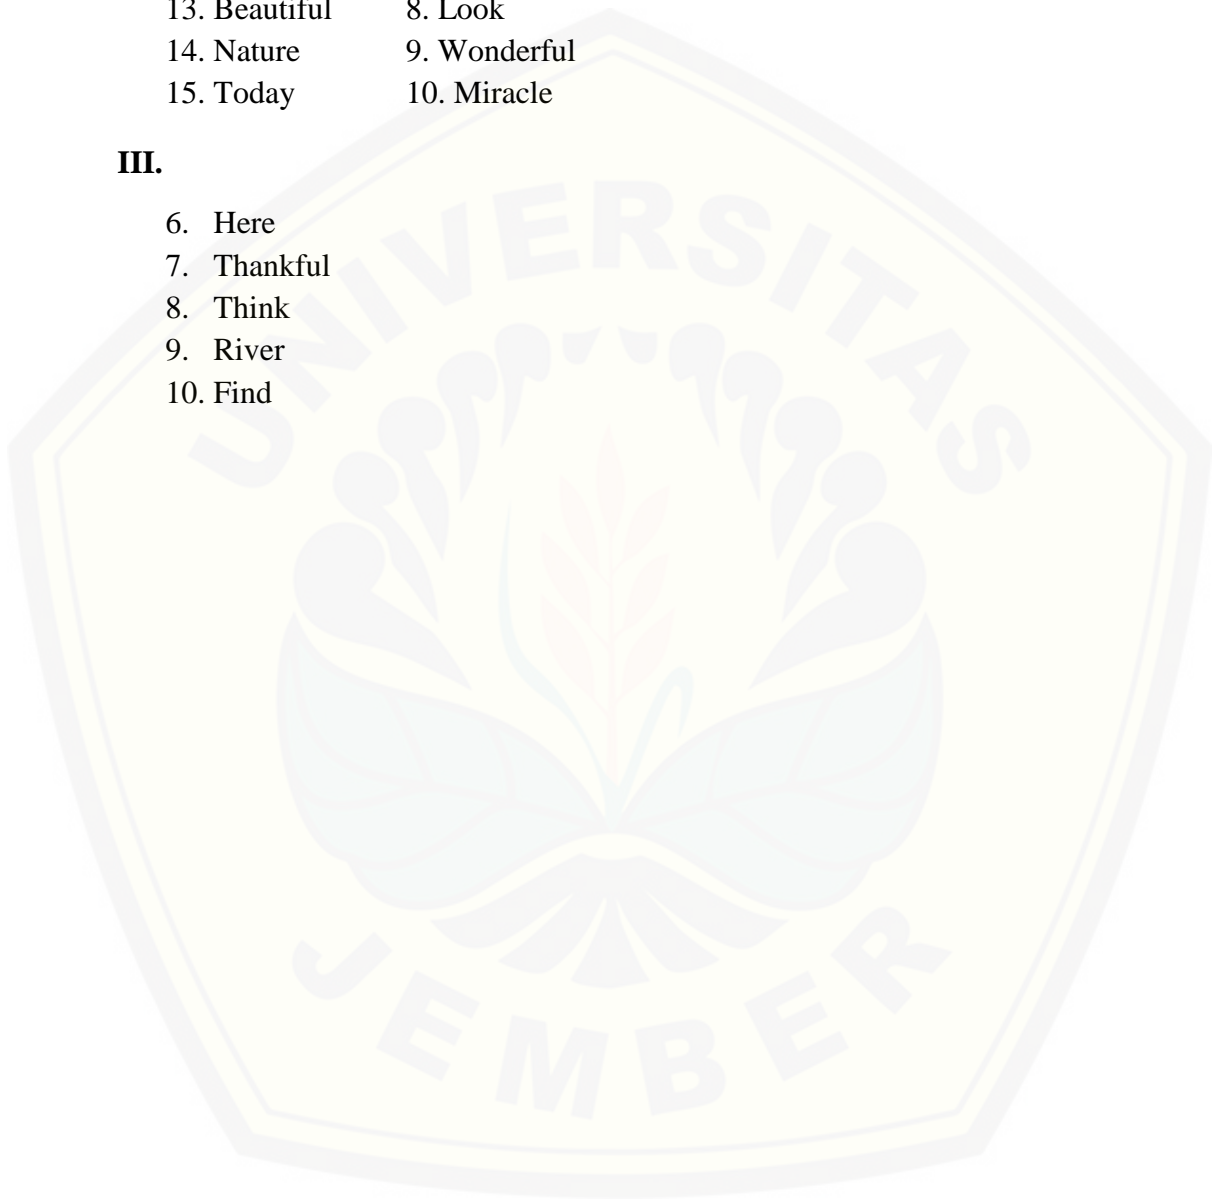 13. Beautiful 8. Look
14. Nature 9. Wonderful
15. Today 10. Miracle
III.
6. Here
7. Thankful
8. Think
9. River
10. Find
UNIVERSITAS
JEMBER